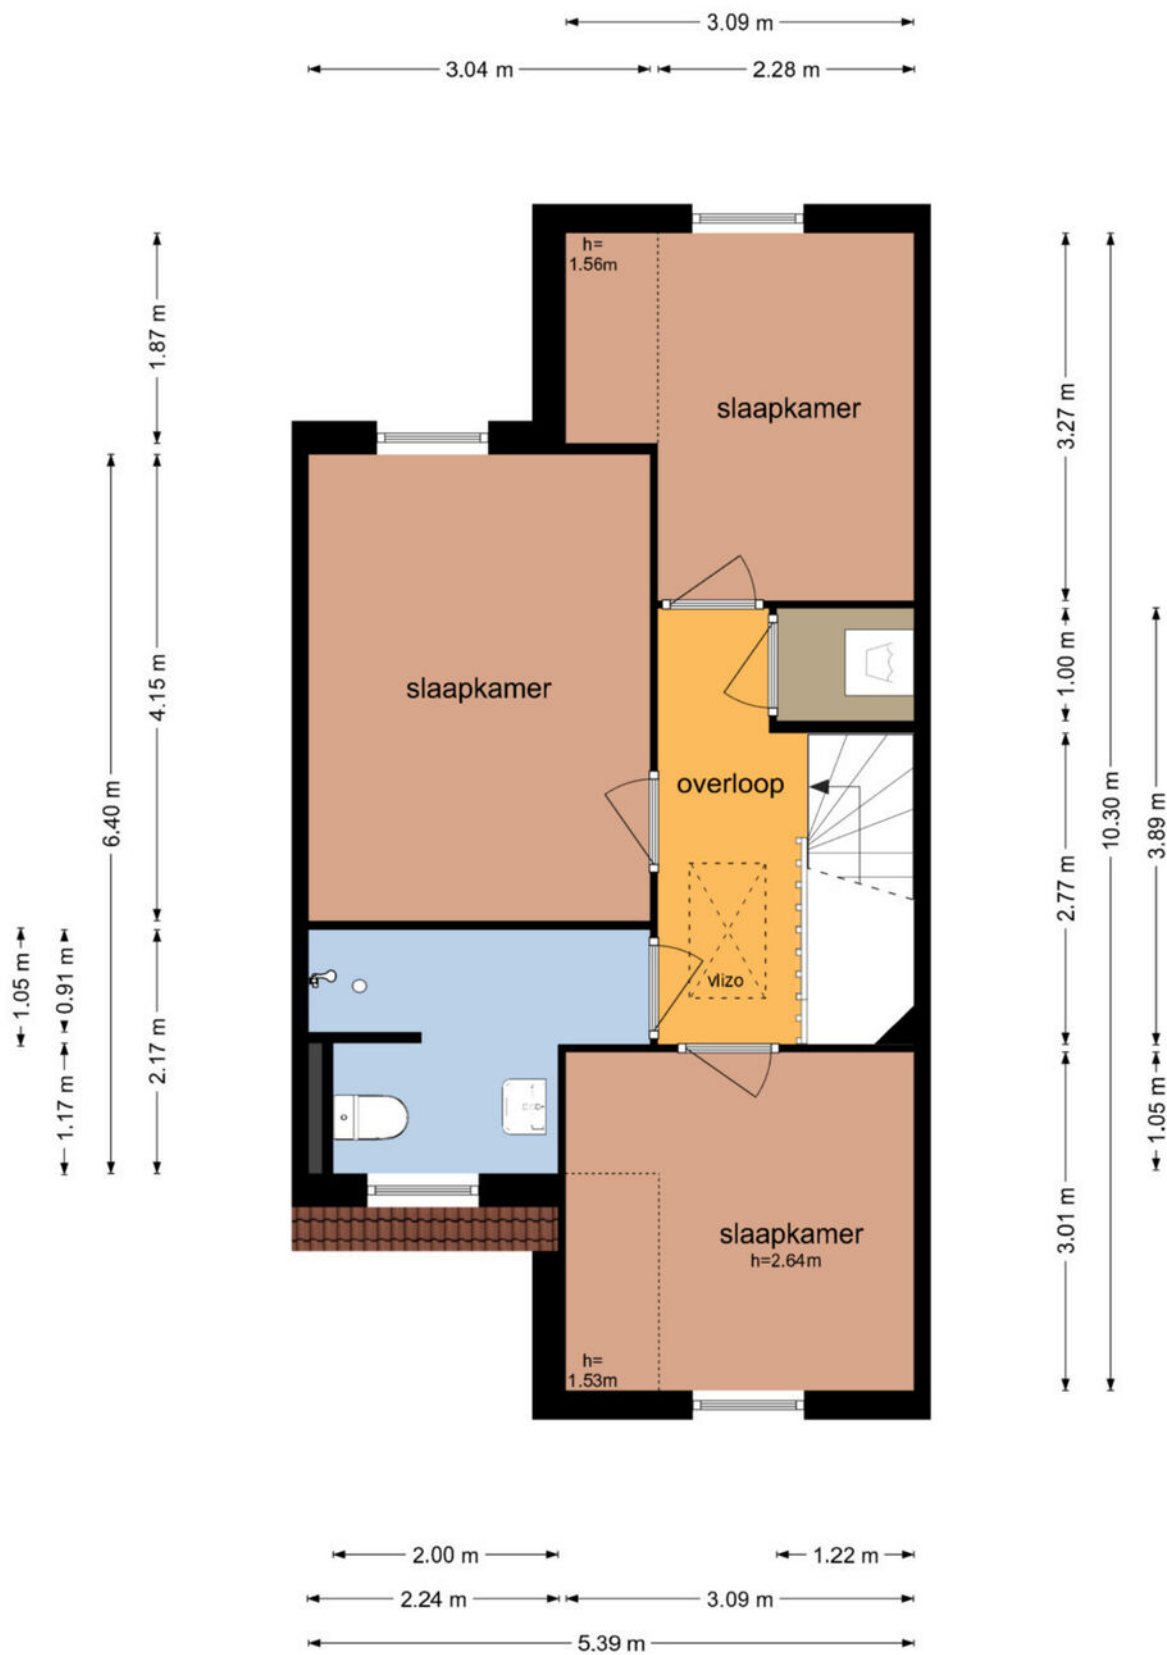 3.09 m
3.04 m
2.28 m
h=
1.56m
1.87 m
3.27 m
slaapkamer
slaapkamer
4.15 m
1.00 m
overloop
6.40 m
10.30 m
3.89 m
2.77 m
vlizo
1.05 m
0.91 m
2.17 m
1.17 m
1.05 m
slaapkamer
h=2.64m
3.01 m
h=
1.53m
2.00 m
1.22 m
2.24 m
3.09 m
5.39 m